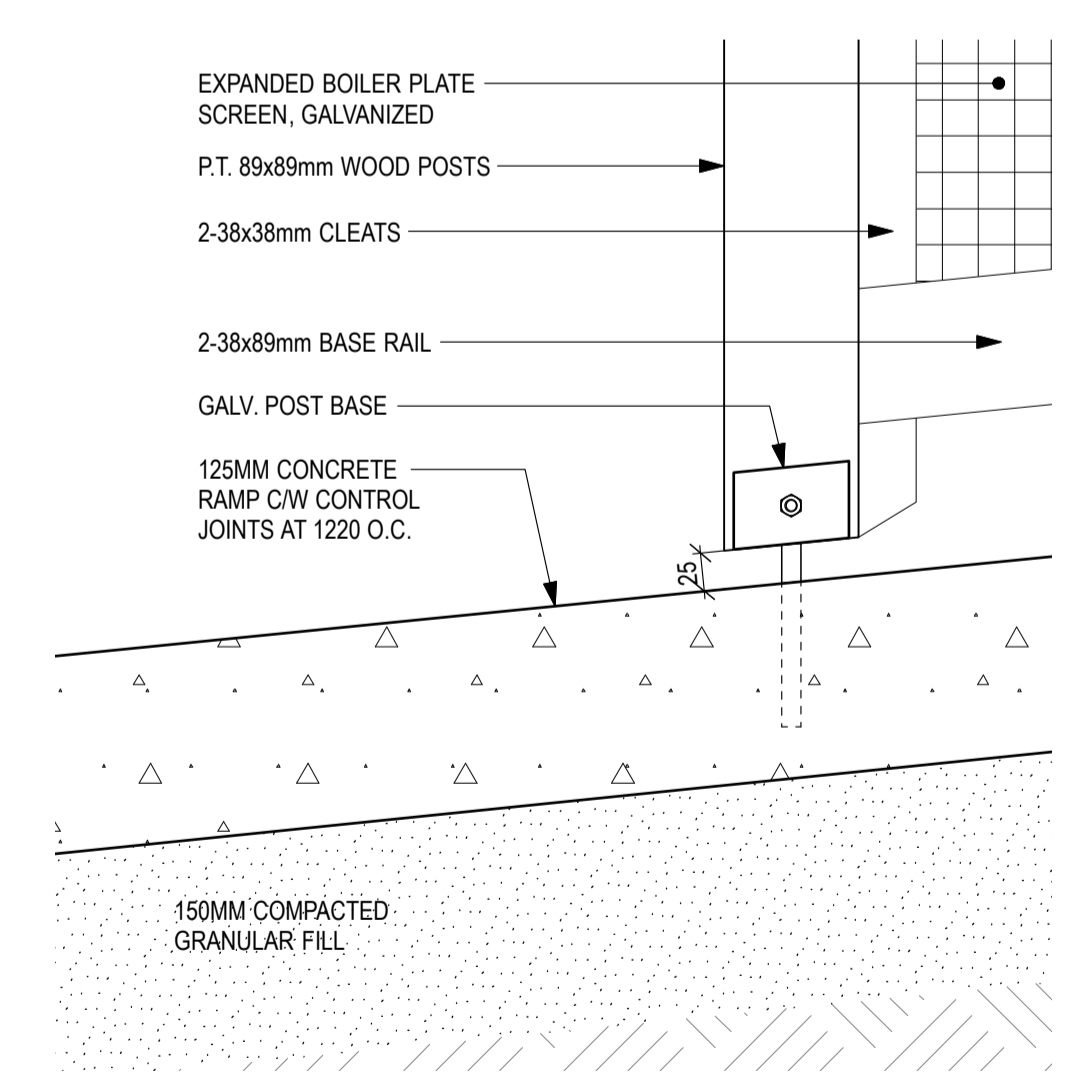 EXPANDED BOILER PLATE
SCREEN, GALVANIZED
P.T. 89x89mm WOOD POSTS
2-38x38mm CLEATS
2-38x89mm BASE RAIL
GALV. POST BASE
125MM CONCRETE
RAMP C/W CONTROL
JOINTS AT 1220 O.C.
25
150MM COMPACTED
GRANULAR FILL